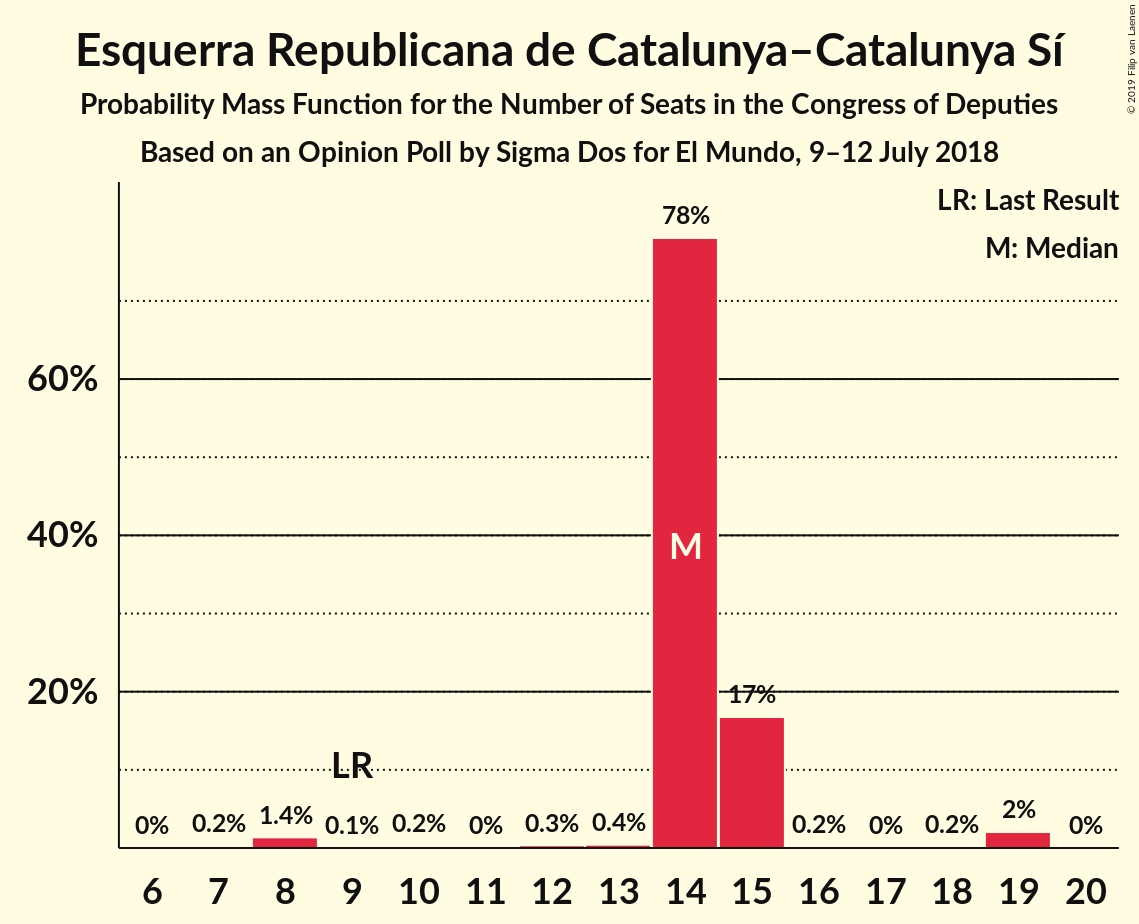 Esquerra Republicana de Catalunya–Catalunya Sí
Probability Mass Function for the Number of Seats in the Congress of Deputies
Based on an Opinion Poll by Sigma Dos for El Mundo, 9–12 July 2018
© 2019 Filip van Laenen
LR: Last Result
M: Median
78%
60%
40%
M
20%
17%
LR
0% 0.2% 1.4% 0.1% 0.2% 0% 0.3% 0.4% 0.2% 0% 0.2% 2% 0%
6 7 8 9 10 11 12 13 14 15 16 17 18 19 20